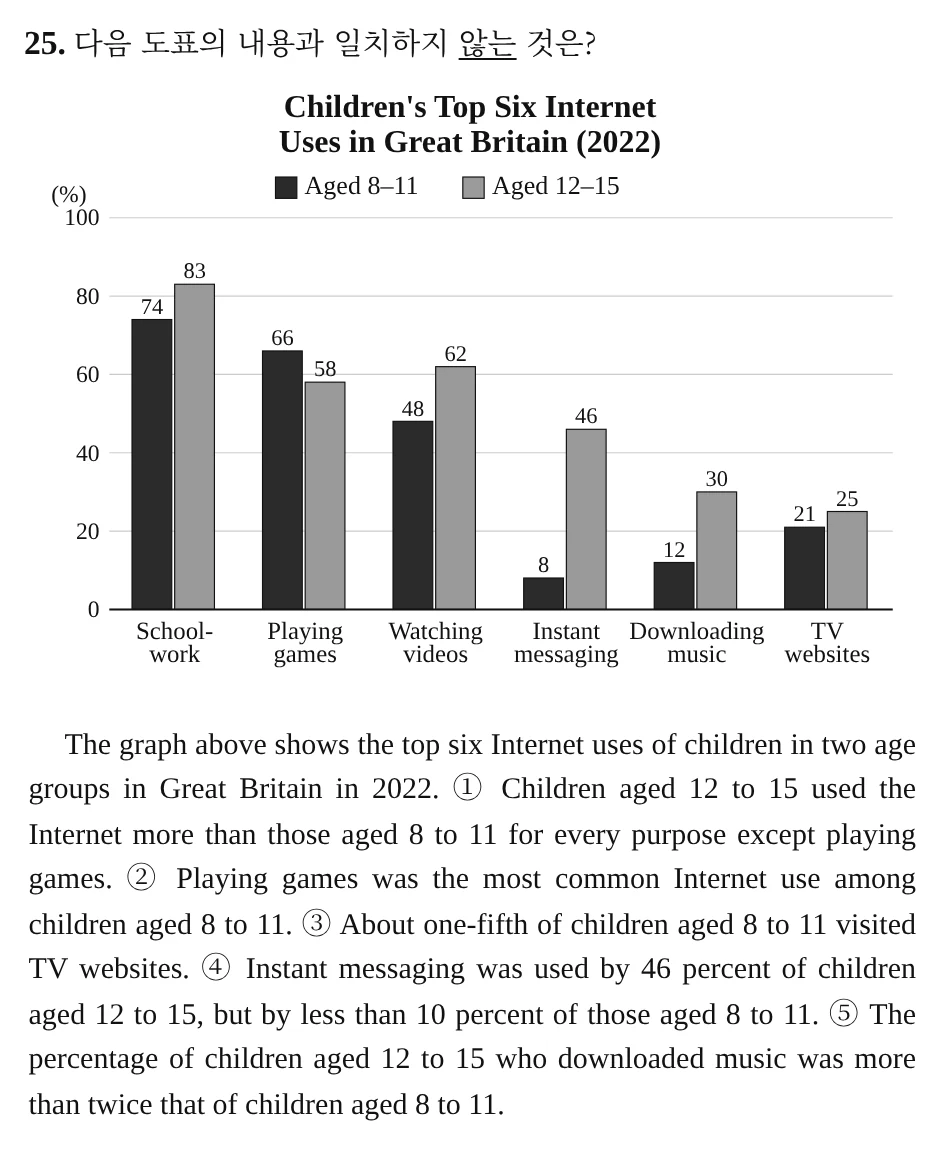 25. 다음 도표의 내용과 일치하지 않는 것은?
Children's Top Six Internet
Uses in Great Britain (2022)
Aged 8–11 Aged 12–15
(%)
100
80
60
40
20
0
74 83
66 58
48 62
8 46
12 30
21 25
School-
work
Playing
games
Watching
videos
Instant
messaging
Downloading
music
TV
websites
The graph above shows the top six Internet uses of children in two age
groups in Great Britain in 2022. ① Children aged 12 to 15 used the
Internet more than those aged 8 to 11 for every purpose except playing
games. ② Playing games was the most common Internet use among
children aged 8 to 11. ③ About one-fifth of children aged 8 to 11 visited
TV websites. ④ Instant messaging was used by 46 percent of children
aged 12 to 15, but by less than 10 percent of those aged 8 to 11. ⑤ The
percentage of children aged 12 to 15 who downloaded music was more
than twice that of children aged 8 to 11.